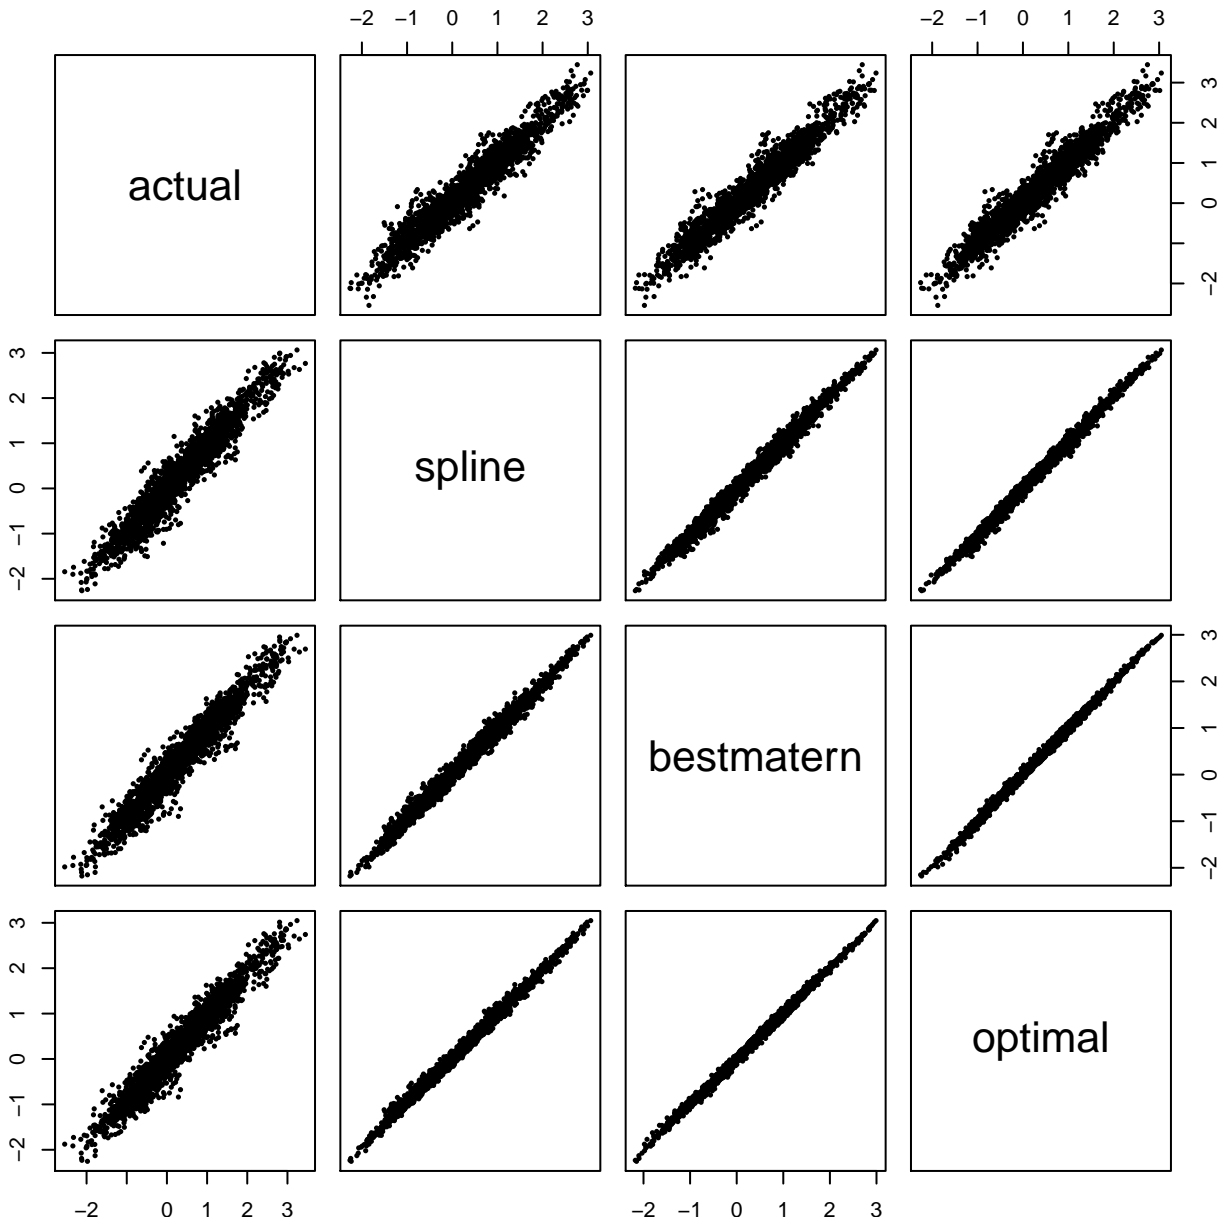 −2 −1 0 1 2 3 −2 −1 0 1 2 3
actual
−2 0 1 2 3
−2 −1 0 1 2 3
spline
bestmatern
−2 −1 0 1 2 3
−2 −1 0 1 2 3
optimal
−2 0 1 2 3 −2 −1 0 1 2 3